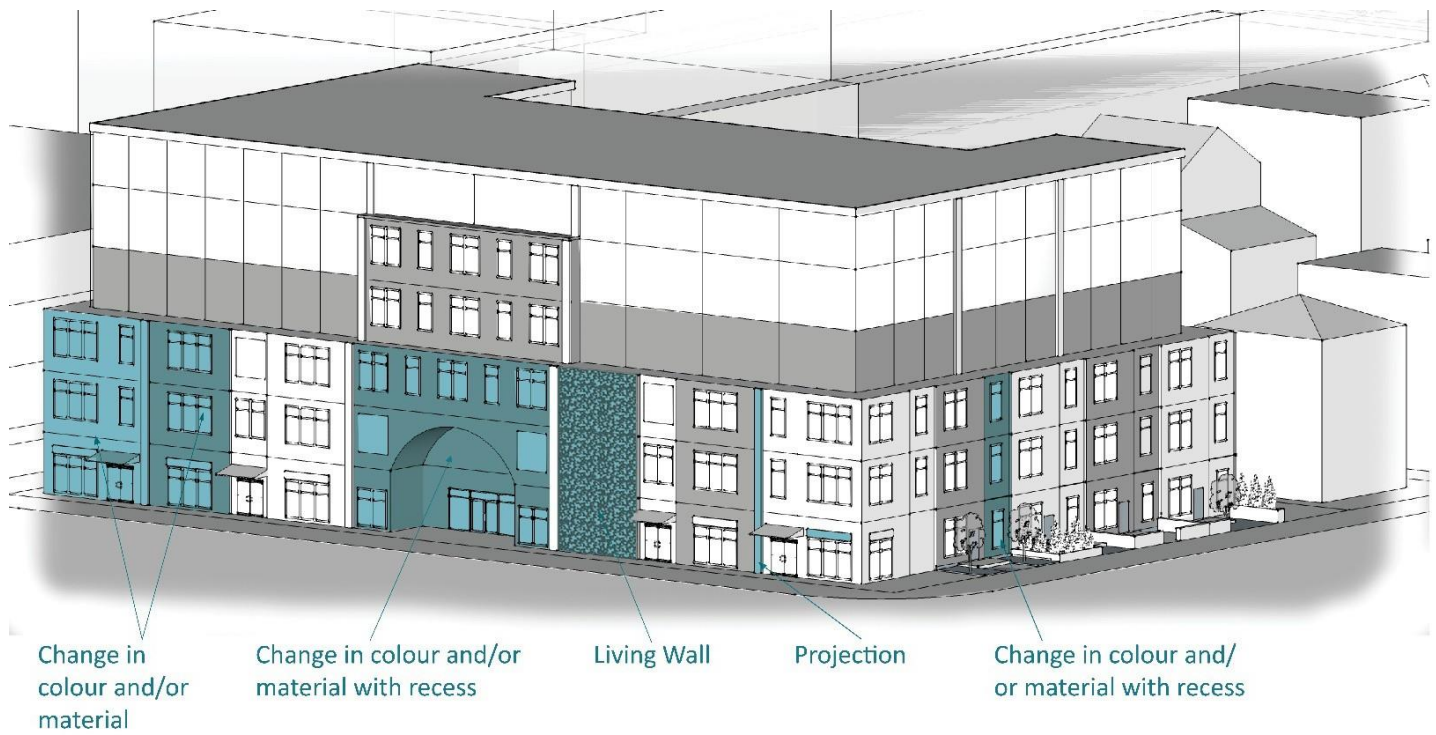 Change in
colour and/or
material
Change in colour and/or
material with recess
Living Wall
Projection
Change in colour and/
or material with recess